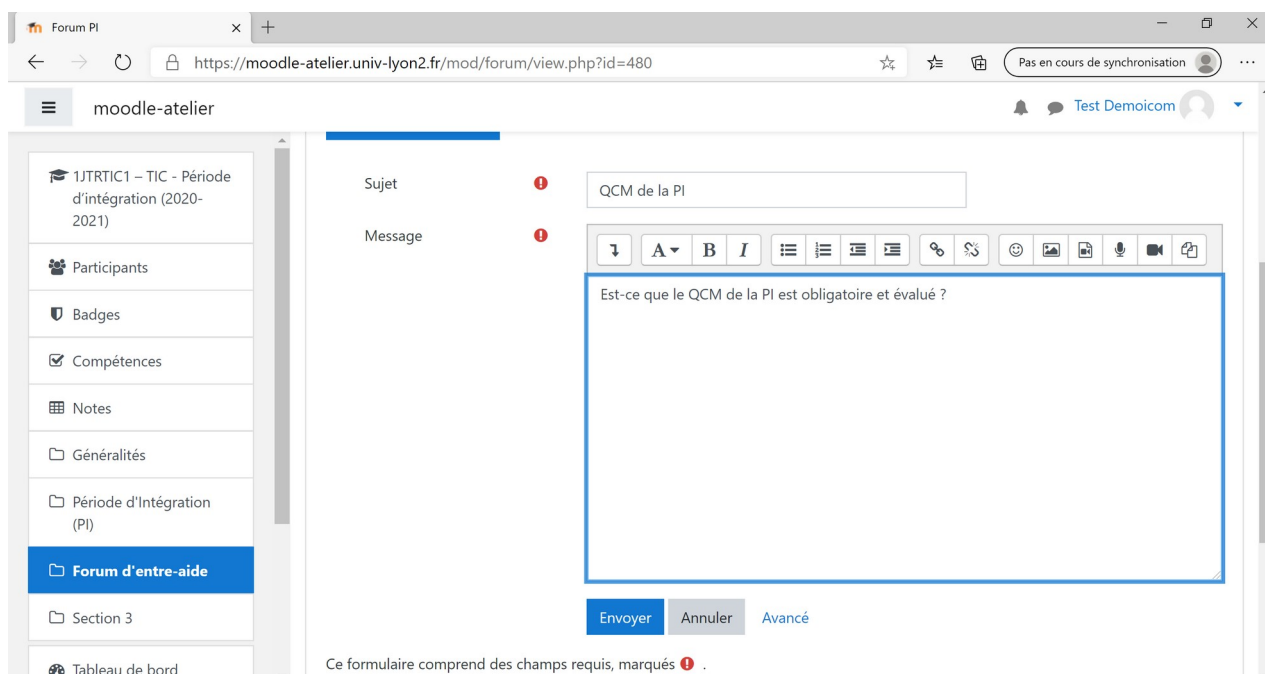 Forum PI
https://moodle-atelier.univ-lyon2.fr/mod/forum/view.php?id=480
Pas en cours de synchronisation
moodle-atelier
Test Demoicom
1JTRTIC1 – TIC - Période
d'intégration (2020-
2021)
Participants
Badges
Compétences
Notes
Généralités
Période d'Intégration
(PI)
Forum d'entre-aide
Section 3
Tableau de bord
Sujet
QCM de la PI
Message
A B I
Est-ce que le QCM de la PI est obligatoire et évalué ?
Envoyer Annuler Avancé
Ce formulaire comprend des champs requis, marqués .